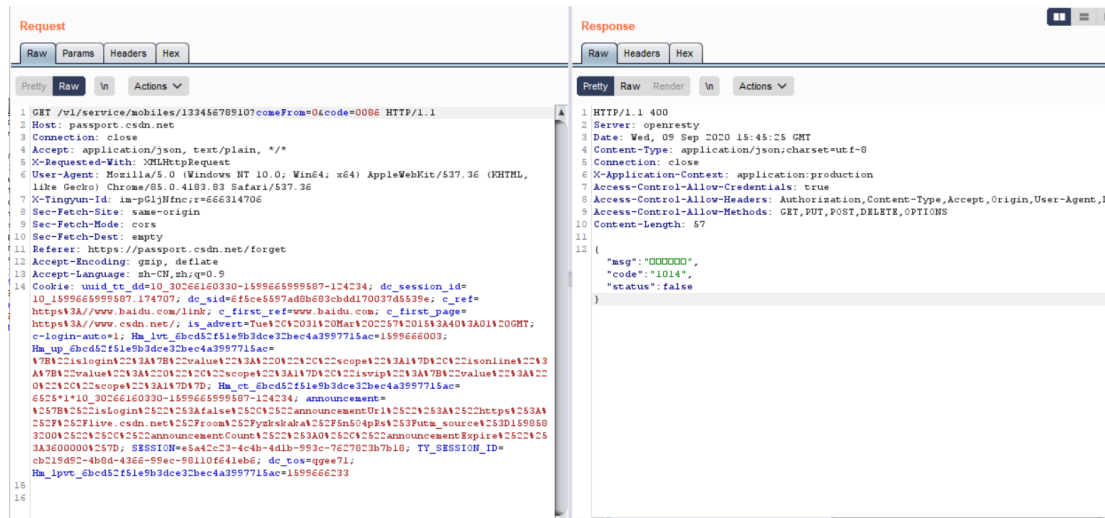 Request
Response
Raw Params Headers Hex
Raw Headers Hex
Pretty Raw \n Actions
Pretty Raw Render \n Actions
1 GET /v1/service/mobiles/13345678910?comeFrom=0&code=0086 HTTP/1.1
2 Host: passport.csdn.net
3 Connection: close
4 Accept: application/json, text/plain, */*
5 X-Requested-With: XMLHttpRequest
6 User-Agent: Mozilla/5.0 (Windows NT 10.0; Win64; x64) AppleWebKit/537.36 (KHTML,
like Gecko) Chrome/85.0.4183.83 Safari/537.36
7 X-Tingyun-Id: im-pGljNfnc;r=666314706
8 Sec-Fetch-Site: same-origin
9 Sec-Fetch-Mode: cors
10 Sec-Fetch-Dest: empty
11 Referer: https://passport.csdn.net/forget
12 Accept-Encoding: gzip, deflate
13 Accept-Language: zh-CN,zh;q=0.9
14 Cookie: uuid_tt_dd=10_30266160330-1599665999587-124234; dc_session_id=
10_1599665999587.174707; dc_sid=6f5ce5597ad8b683cbdd170037d5539e; c_ref=
https%3A//www.baidu.com/link; c_first_ref=www.baidu.com; c_first_page=
https%3A//www.csdn.net/; is_advert=Tue%2C%2031%20Mar%202257%2015%3A40%3A01%20GMT;
c-login-auto=1; Hm_lvt_6bcd52f51e9b3dce32bec4a3997715ac=1599666003;
Hm_up_6bcd52f51e9b3dce32bec4a3997715ac=
%7B%22islogin%22%3A%7B%22value%22%3A%220%22%2C%22scope%22%3A1%7D%2C%22isonline%22%3
A%7B%22value%22%3A%220%22%2C%22scope%22%3A1%7D%2C%22isvip%22%3A%7B%22value%22%3A%22
0%22%2C%22scope%22%3A1%7D%7D; Hm_ct_6bcd52f51e9b3dce32bec4a3997715ac=
6525*1*10_30266160330-1599665999587-124234; announcement=
%257B%2522isLogin%2522%253Afalse%252C%2522announcementUrl%2522%253A%2522https%253A%
252F%252Flive.csdn.net%252Froom%252Fyzkskaka%252F5n504pRs%253Futm_source%253D159858
3200%2522%252C%2522announcementCount%2522%253A0%252C%2522announcementExpire%2522%25
3A3600000%257D; SESSION=e5a42c23-4c4b-4d1b-993c-7627823b7b18; TY_SESSION_ID=
cb219d92-4b8d-4366-99ec-98110f641eb6; dc_tos=qgee71;
Hm_lpvt_6bcd52f51e9b3dce32bec4a3997715ac=1599666233
15
16
1 HTTP/1.1 400
2 Server: openresty
3 Date: Wed, 09 Sep 2020 15:45:25 GMT
4 Content-Type: application/json;charset=utf-8
5 Connection: close
6 X-Application-Context: application:production
7 Access-Control-Allow-Credentials: true
8 Access-Control-Allow-Headers: Authorization,Content-Type,Accept,Origin,User-Agent,
9 Access-Control-Allow-Methods: GET,PUT,POST,DELETE,OPTIONS
10 Content-Length: 57
11
12 {
"msg":"□□□□□□",
"code":"1014",
"status":false
}